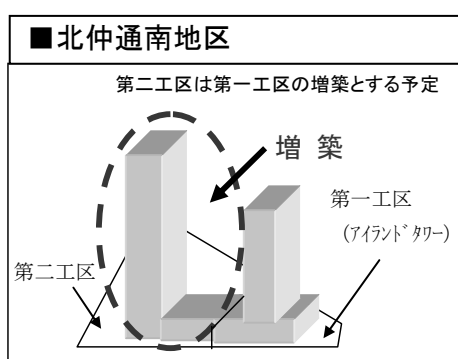 ■北仲通南地区
第二工区は第一工区の増築とする予定
増 築
第一工区
(ｱｲﾗﾝﾄﾞﾀﾜｰ)
第二工区